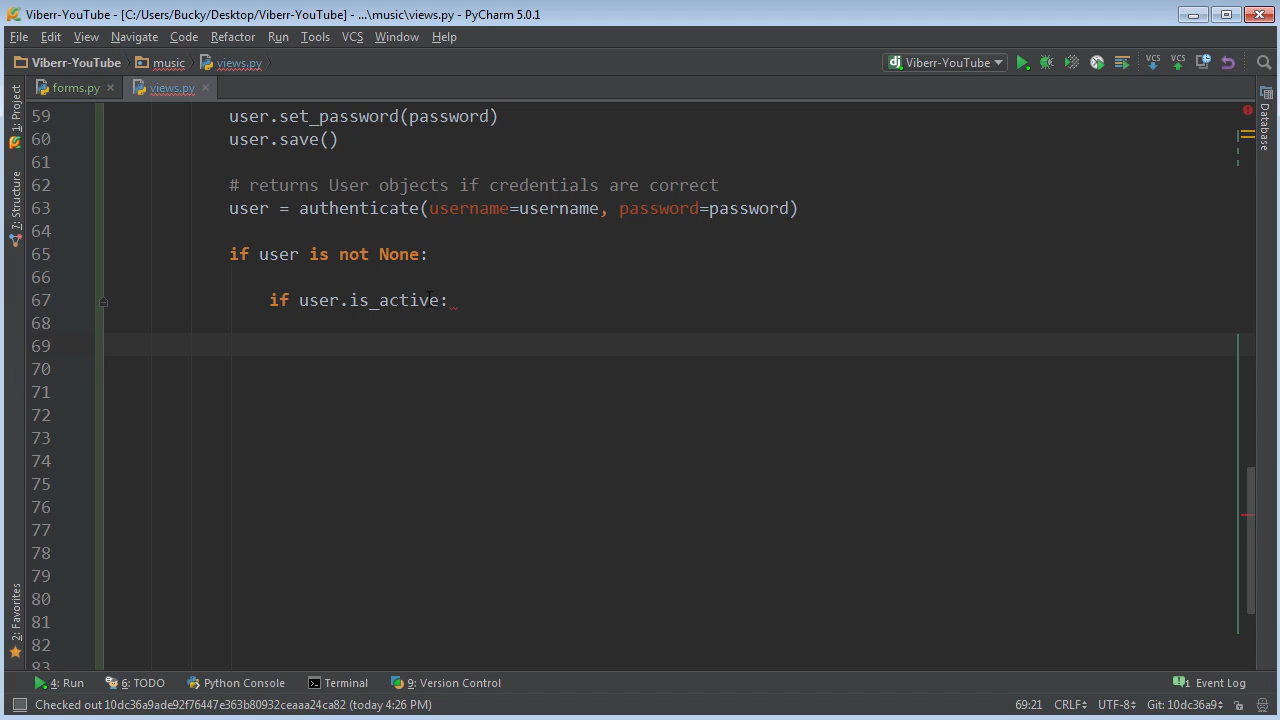 Viberr-YouTube - [C:/Users/Bucky/Desktop/Viberr-YouTube] - ...\music\views.py - PyCharm 5.0.1
File Edit View Navigate Code Refactor Run Tools VCS Window Help
Viberr-YouTube music views.py dj Viberr-YouTube VCS VCS
forms.py views.py
1: Project
7: Structure
2: Favorites
Database
59 user.set_password(password)
60 user.save()
61
62 # returns User objects if credentials are correct
63 user = authenticate(username=username, password=password)
64
65 if user is not None:
66
67 if user.is_active:
68
69
70
71
72
73
74
75
76
77
78
79
80
81
82
83
4: Run 6: TODO Python Console Terminal 9: Version Control 1 Event Log
Checked out 10dc36a9ade92f76447e363b80932ceaaa24ca82 (today 4:26 PM) 69:21 CRLF UTF-8 Git: 10dc36a9